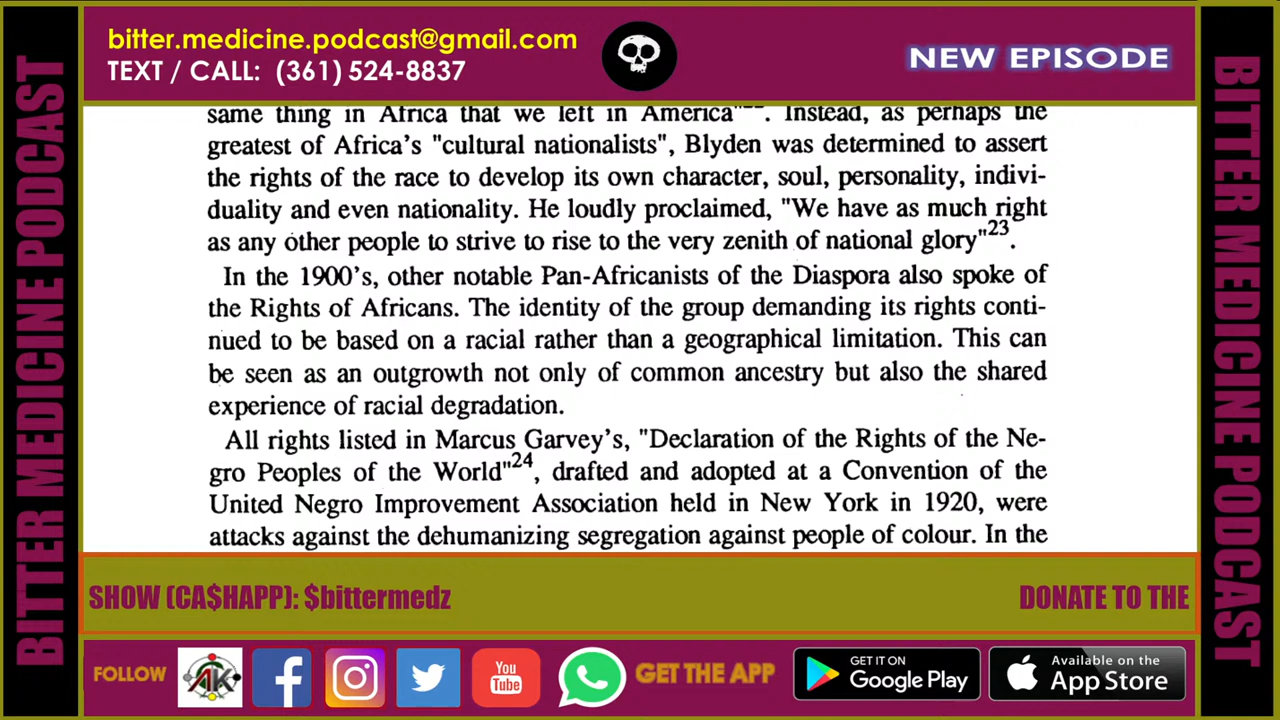 bitter.medicine.podcast@gmail.com
TEXT / CALL: (361) 524-8837
NEW EPISODE
BITTER MEDICINE PODCAST
same thing in Africa that we left in America"²². Instead, as perhaps the
greatest of Africa's "cultural nationalists", Blyden was determined to assert
the rights of the race to develop its own character, soul, personality, indivi-
duality and even nationality. He loudly proclaimed, "We have as much right
as any other people to strive to rise to the very zenith of national glory"²³.
In the 1900's, other notable Pan-Africanists of the Diaspora also spoke of
the Rights of Africans. The identity of the group demanding its rights conti-
nued to be based on a racial rather than a geographical limitation. This can
be seen as an outgrowth not only of common ancestry but also the shared
experience of racial degradation.
All rights listed in Marcus Garvey's, "Declaration of the Rights of the Ne-
gro Peoples of the World"²⁴, drafted and adopted at a Convention of the
United Negro Improvement Association held in New York in 1920, were
attacks against the dehumanizing segregation against people of colour. In the
BITTER MEDICINE PODCAST
SHOW (CA$HAPP): $bittermedz
DONATE TO THE
FOLLOW
You
Tube
GET THE APP
GET IT ON
Google Play
Available on the
App Store